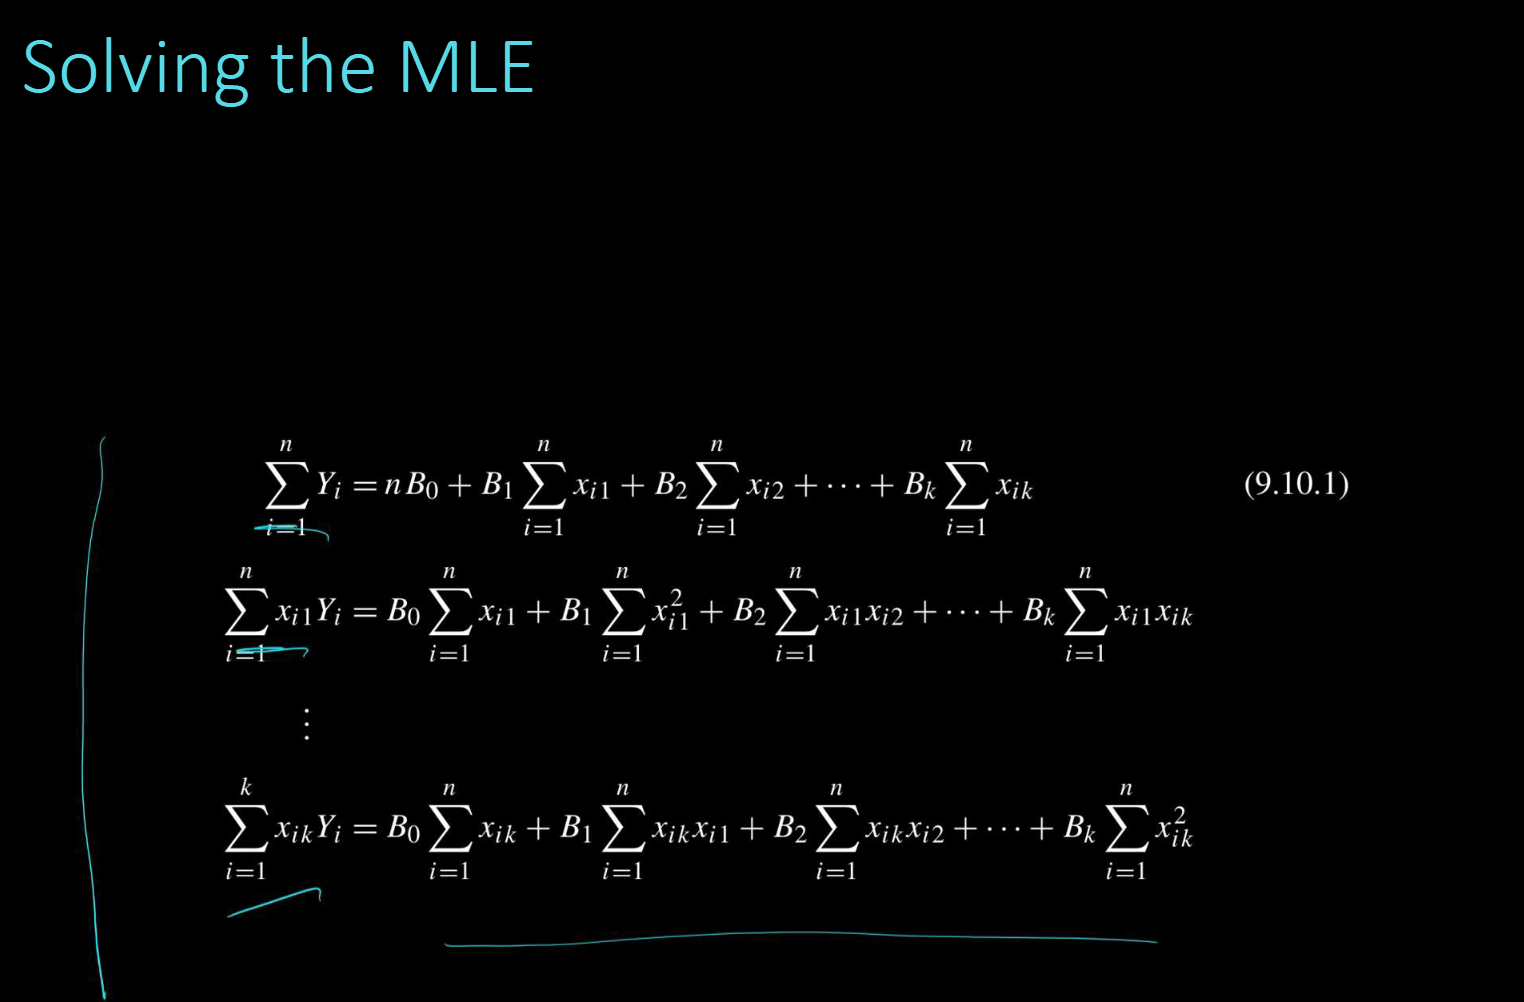 Solving the MLE
$\sum_{i=1}^{n} Y_i = nB_0 + B_1 \sum_{i=1}^{n} x_{i1} + B_2 \sum_{i=1}^{n} x_{i2} + \cdots + B_k \sum_{i=1}^{n} x_{ik}$ (9.10.1)
$\sum_{i=1}^{n} x_{i1} Y_i = B_0 \sum_{i=1}^{n} x_{i1} + B_1 \sum_{i=1}^{n} x_{i1}^2 + B_2 \sum_{i=1}^{n} x_{i1} x_{i2} + \cdots + B_k \sum_{i=1}^{n} x_{i1} x_{ik}$
⋮
$\sum_{i=1}^{k} x_{ik} Y_i = B_0 \sum_{i=1}^{n} x_{ik} + B_1 \sum_{i=1}^{n} x_{ik} x_{i1} + B_2 \sum_{i=1}^{n} x_{ik} x_{i2} + \cdots + B_k \sum_{i=1}^{n} x_{ik}^2$